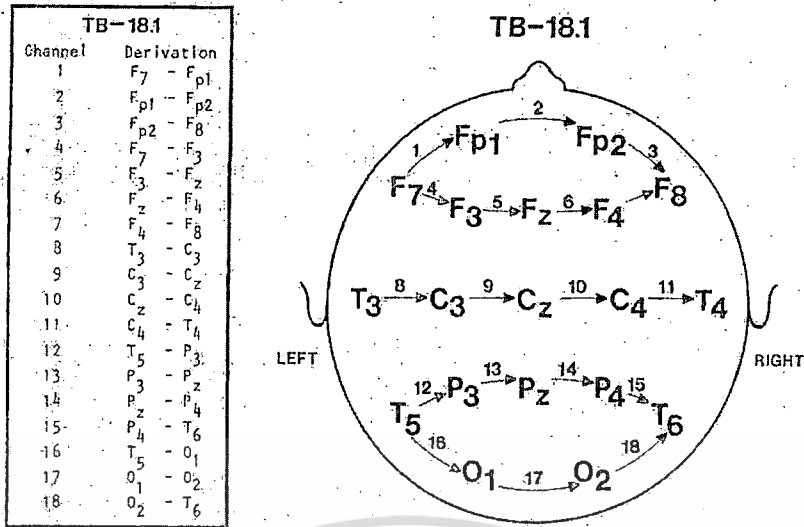 TB-18.1
Channel Derivation
1 F7 - Fp1
2 Fp1 - Fp2
3 Fp2 - F8
4 F7 - F3
5 F3 - Fz
6 Fz - F4
7 F4 - F8
8 T3 - C3
9 C3 - Cz
10 Cz - C4
11 C4 - T4
12 T5 - P3
13 P3 - Pz
14 Pz - P4
15 P4 - T6
16 T5 - O1
17 O1 - O2
18 O2 - T6
TB-18.1
2
Fp1 Fp2
1 3
F7 F8
4 5 6
F3 Fz F4
8 9 10 11
T3 C3 Cz C4 T4
LEFT RIGHT
12 13 14 15
P3 Pz P4
T5 T6
16 18
O1 17 O2